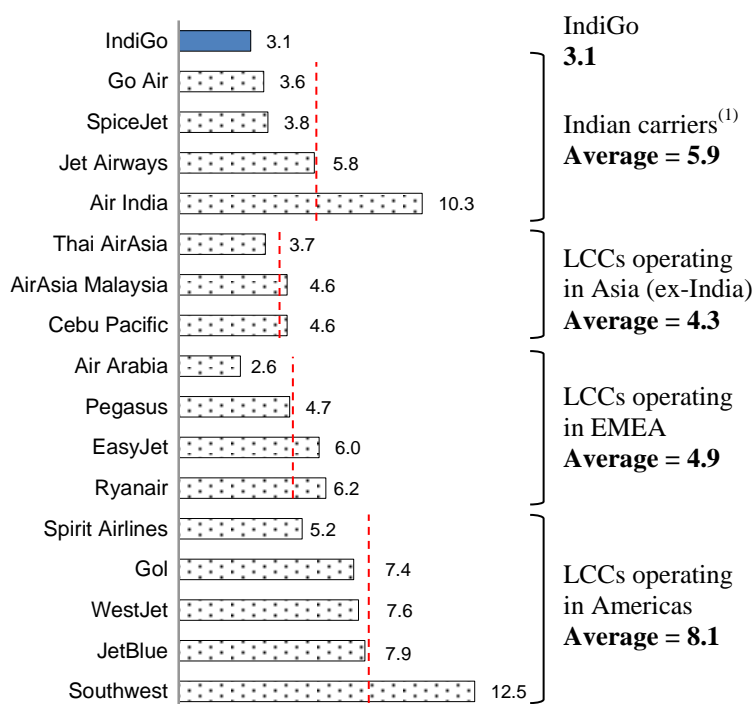 IndiGo 3.1
Go Air 3.6
SpiceJet 3.8
Jet Airways 5.8
Air India 10.3
Thai AirAsia 3.7
AirAsia Malaysia 4.6
Cebu Pacific 4.6
Air Arabia 2.6
Pegasus 4.7
EasyJet 6.0
Ryanair 6.2
Spirit Airlines 5.2
Gol 7.4
WestJet 7.6
JetBlue 7.9
Southwest 12.5
IndiGo
3.1
Indian carriers(1)
Average = 5.9
LCCs operating
in Asia (ex-India)
Average = 4.3
LCCs operating
in EMEA
Average = 4.9
LCCs operating
in Americas
Average = 8.1